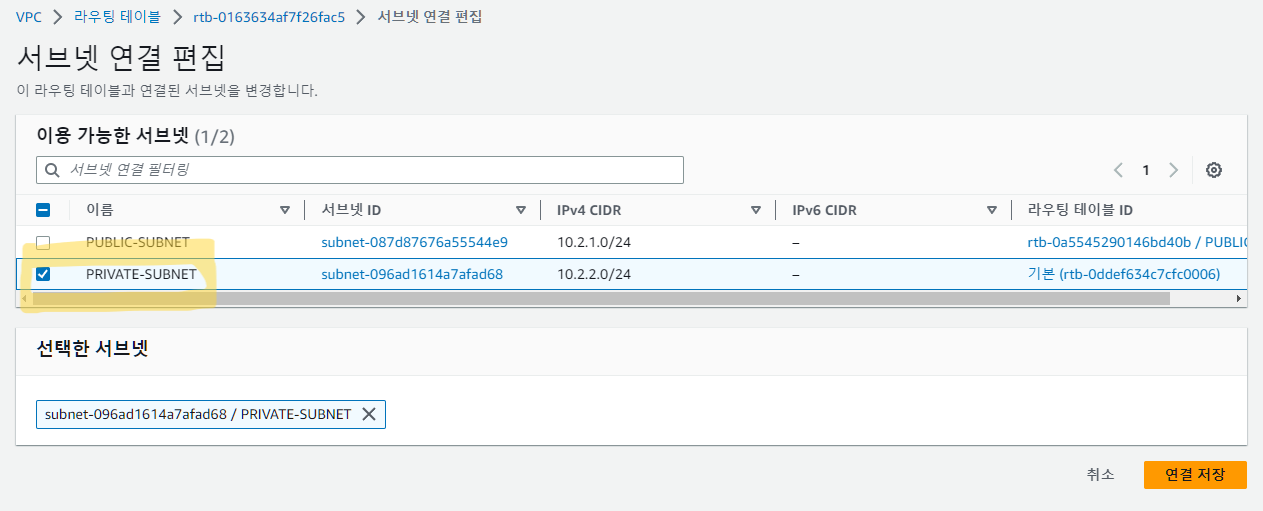 VPC > 라우팅 테이블 > rtb-0163634af7f26fac5 > 서브넷 연결 편집
서브넷 연결 편집
이 라우팅 테이블과 연결된 서브넷을 변경합니다.
이용 가능한 서브넷 (1/2)
서브넷 연결 필터링
1
이름 서브넷 ID IPv4 CIDR IPv6 CIDR 라우팅 테이블 ID
PUBLIC-SUBNET subnet-087d87676a55544e9 10.2.1.0/24 – rtb-0a5545290146bd40b / PUBLIC
PRIVATE-SUBNET subnet-096ad1614a7afad68 10.2.2.0/24 – 기본 (rtb-0ddef634c7cfc0006)
선택한 서브넷
subnet-096ad1614a7afad68 / PRIVATE-SUBNET
취소 연결 저장